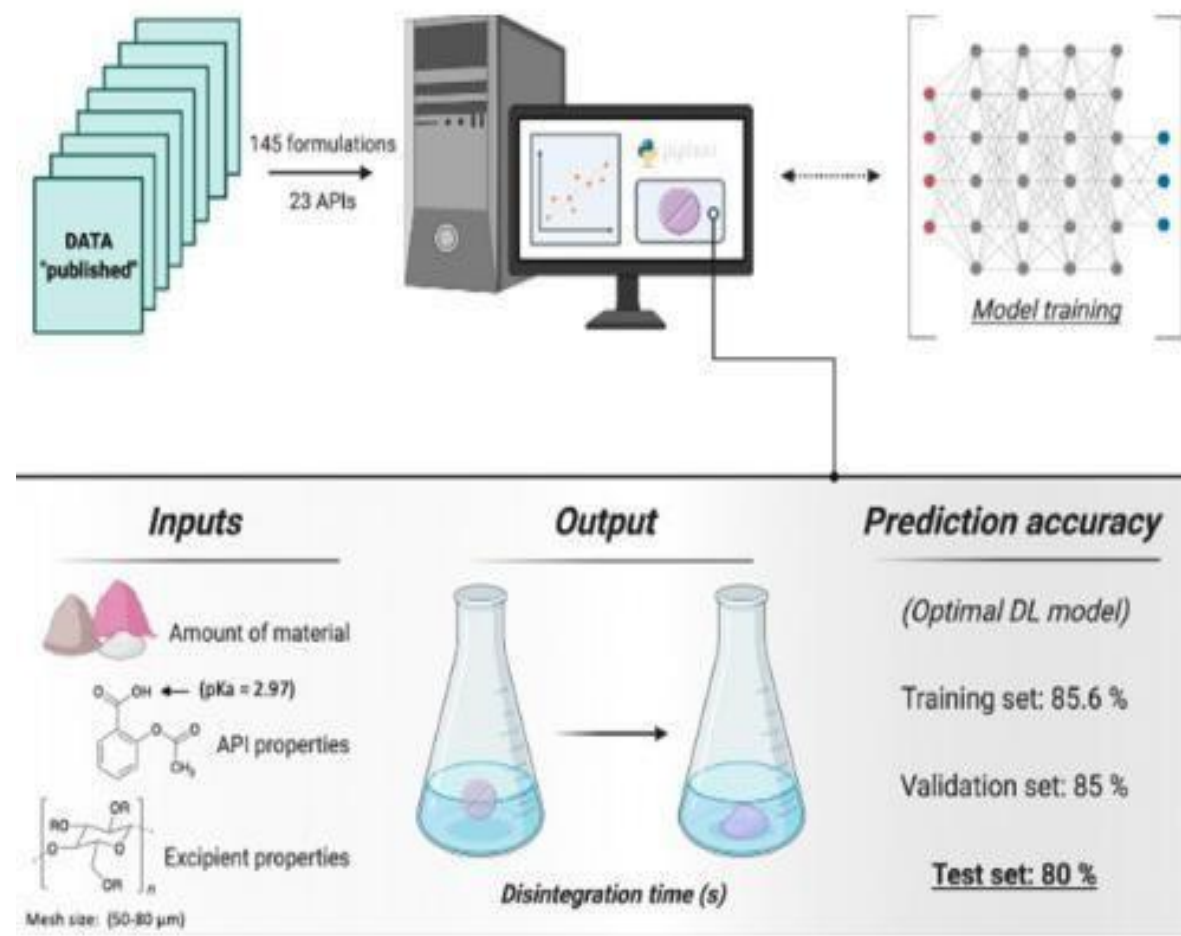 145 formulations
23 APIs
DATA
"published"
Model training
Inputs
Output
Prediction accuracy
Amount of material
(Optimal DL model)
O
OH
(pKa = 2.97)
O
O
CH₃
API properties
Training set: 85.6 %
Validation set: 85 %
OR
RO
O
O
OR
n
Excipient properties
Mesh size: (50-80 µm)
Disintegration time (s)
Test set: 80 %